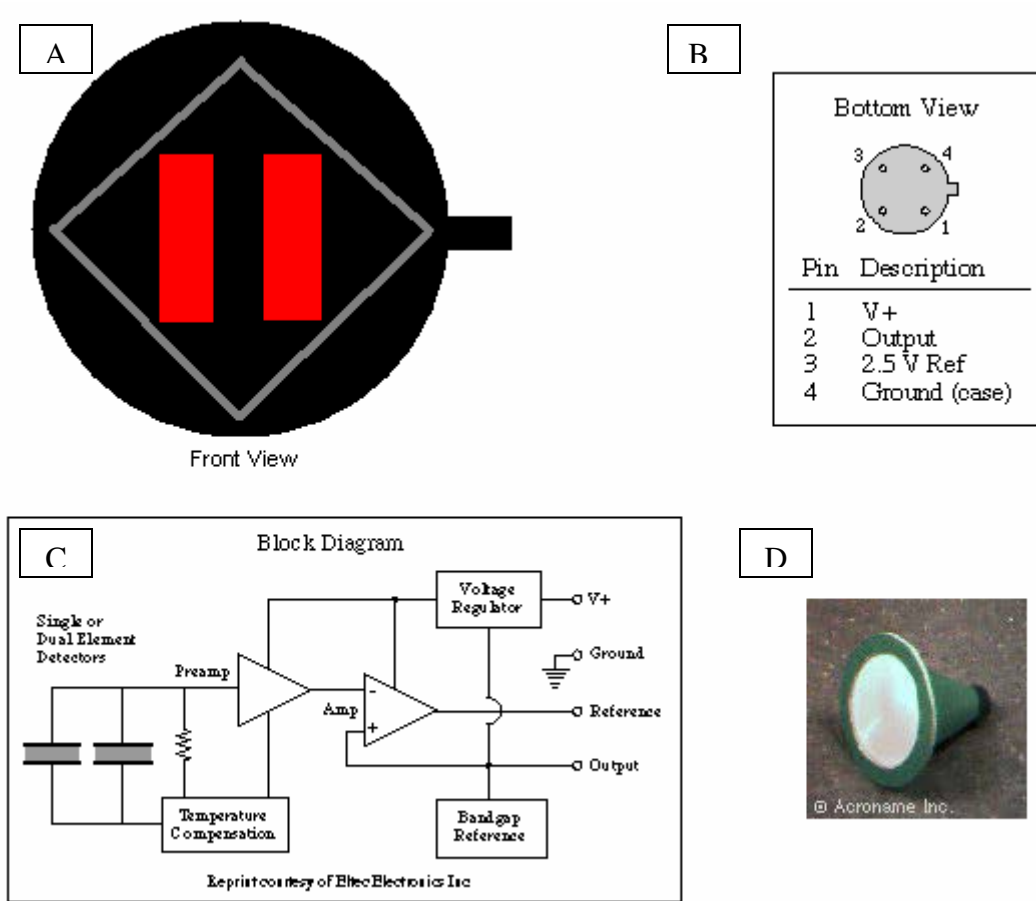 A
Front View
B
Bottom View
3
4
2
1
Pin Description
1 V+
2 Output
3 2.5 V Ref
4 Ground (case)
C
Block Diagram
Single or
Dual Element
Detectors
Preamp
Amp
-
+
Voltage
Regulator
V+
Ground
Reference
Output
Temperature
Compensation
Bandgap
Reference
Reprint courtesy of Eltec Electronics Inc
D
© Acroname Inc.